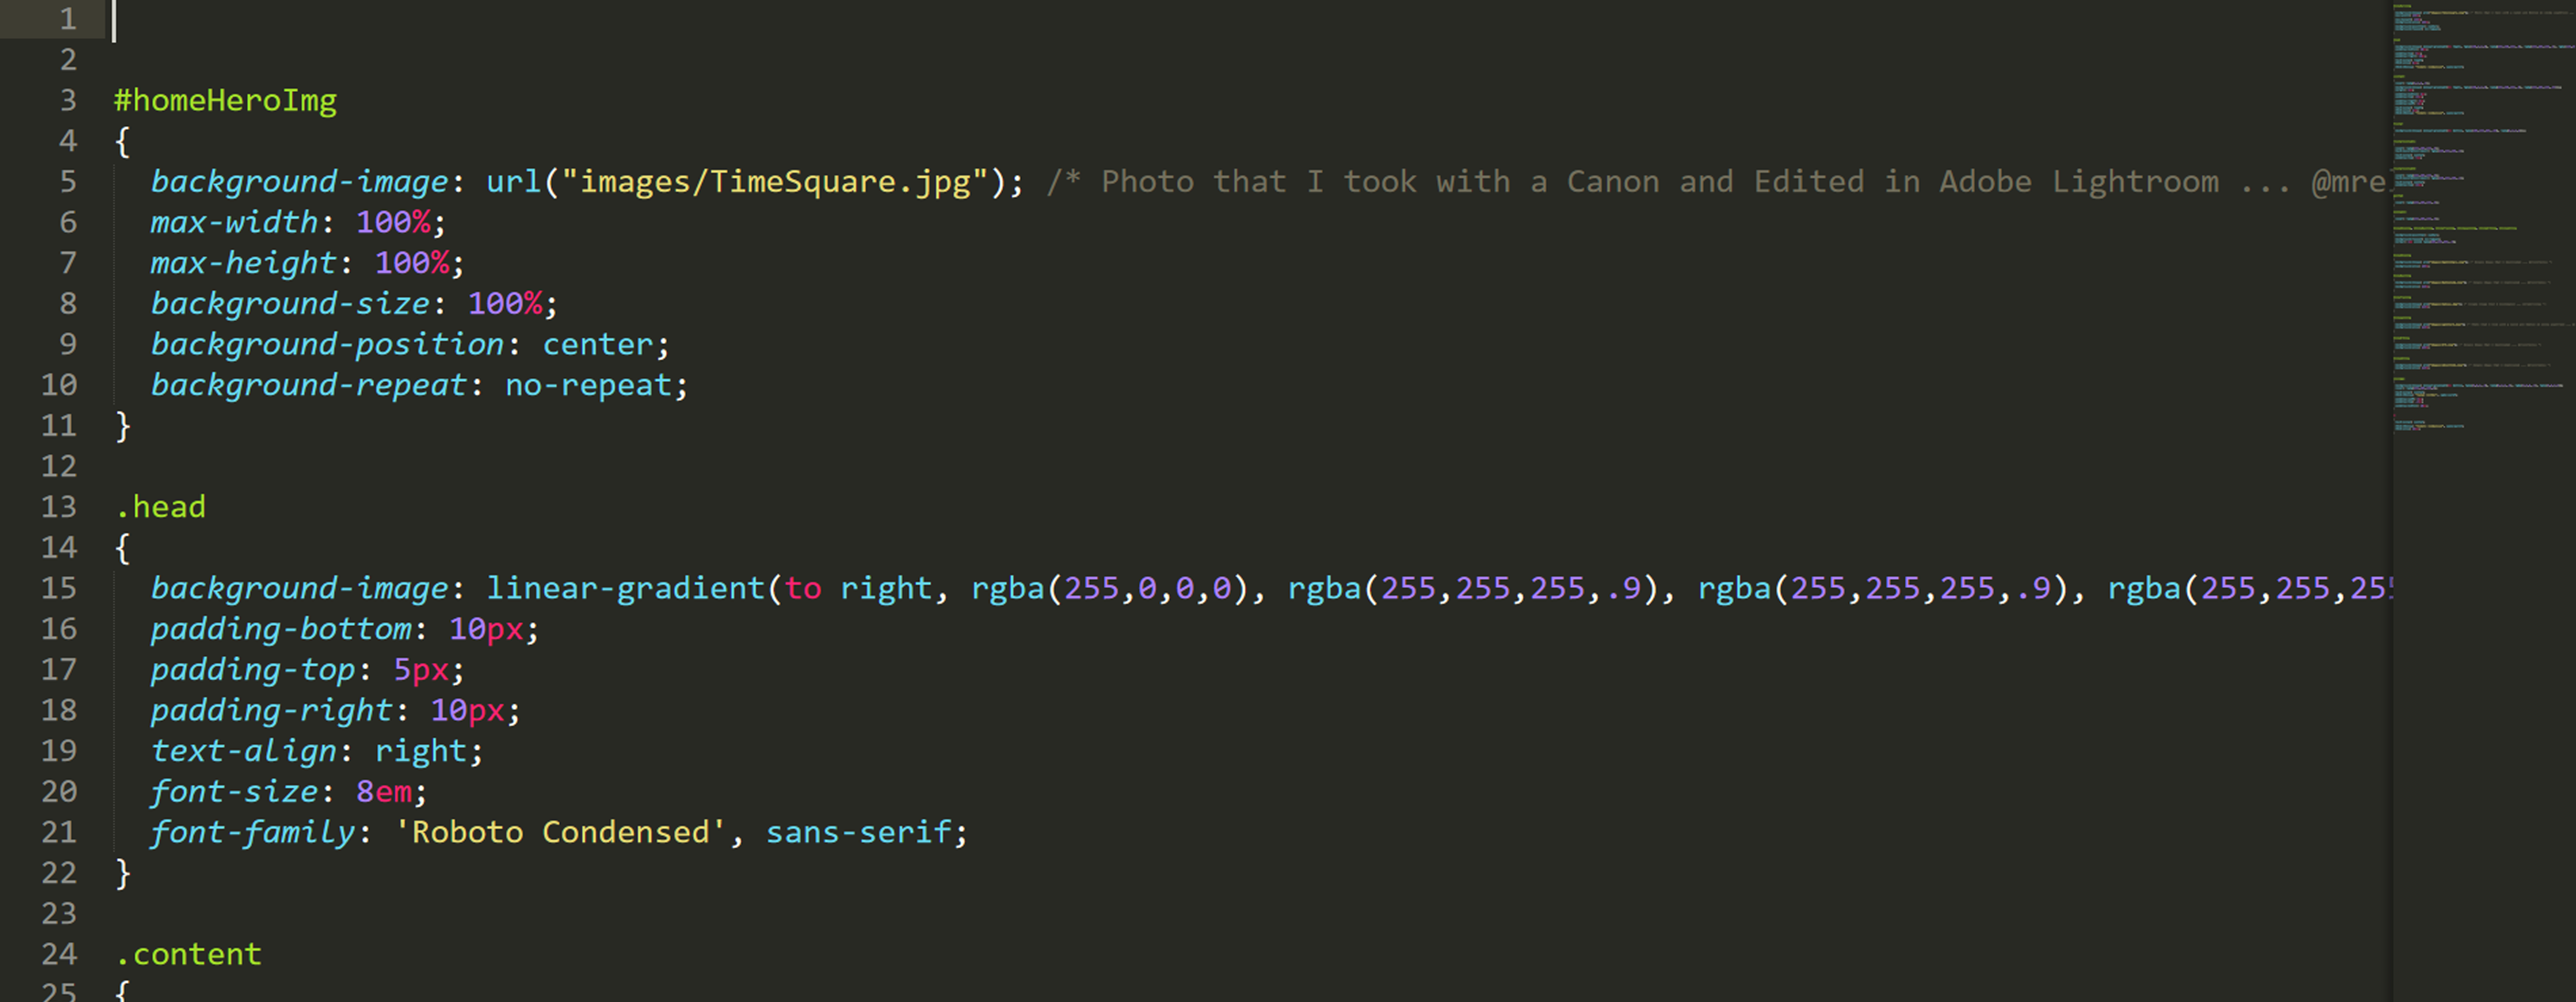 1
2
3 #homeHeroImg
4 {
5 background-image: url("images/TimeSquare.jpg"); /* Photo that I took with a Canon and Edited in Adobe Lightroom ... @mre
6 max-width: 100%;
7 max-height: 100%;
8 background-size: 100%;
9 background-position: center;
10 background-repeat: no-repeat;
11 }
12
13 .head
14 {
15 background-image: linear-gradient(to right, rgba(255,0,0,0), rgba(255,255,255,.9), rgba(255,255,255,.9), rgba(255,255,255
16 padding-bottom: 10px;
17 padding-top: 5px;
18 padding-right: 10px;
19 text-align: right;
20 font-size: 8em;
21 font-family: 'Roboto Condensed', sans-serif;
22 }
23
24 .content
25 {